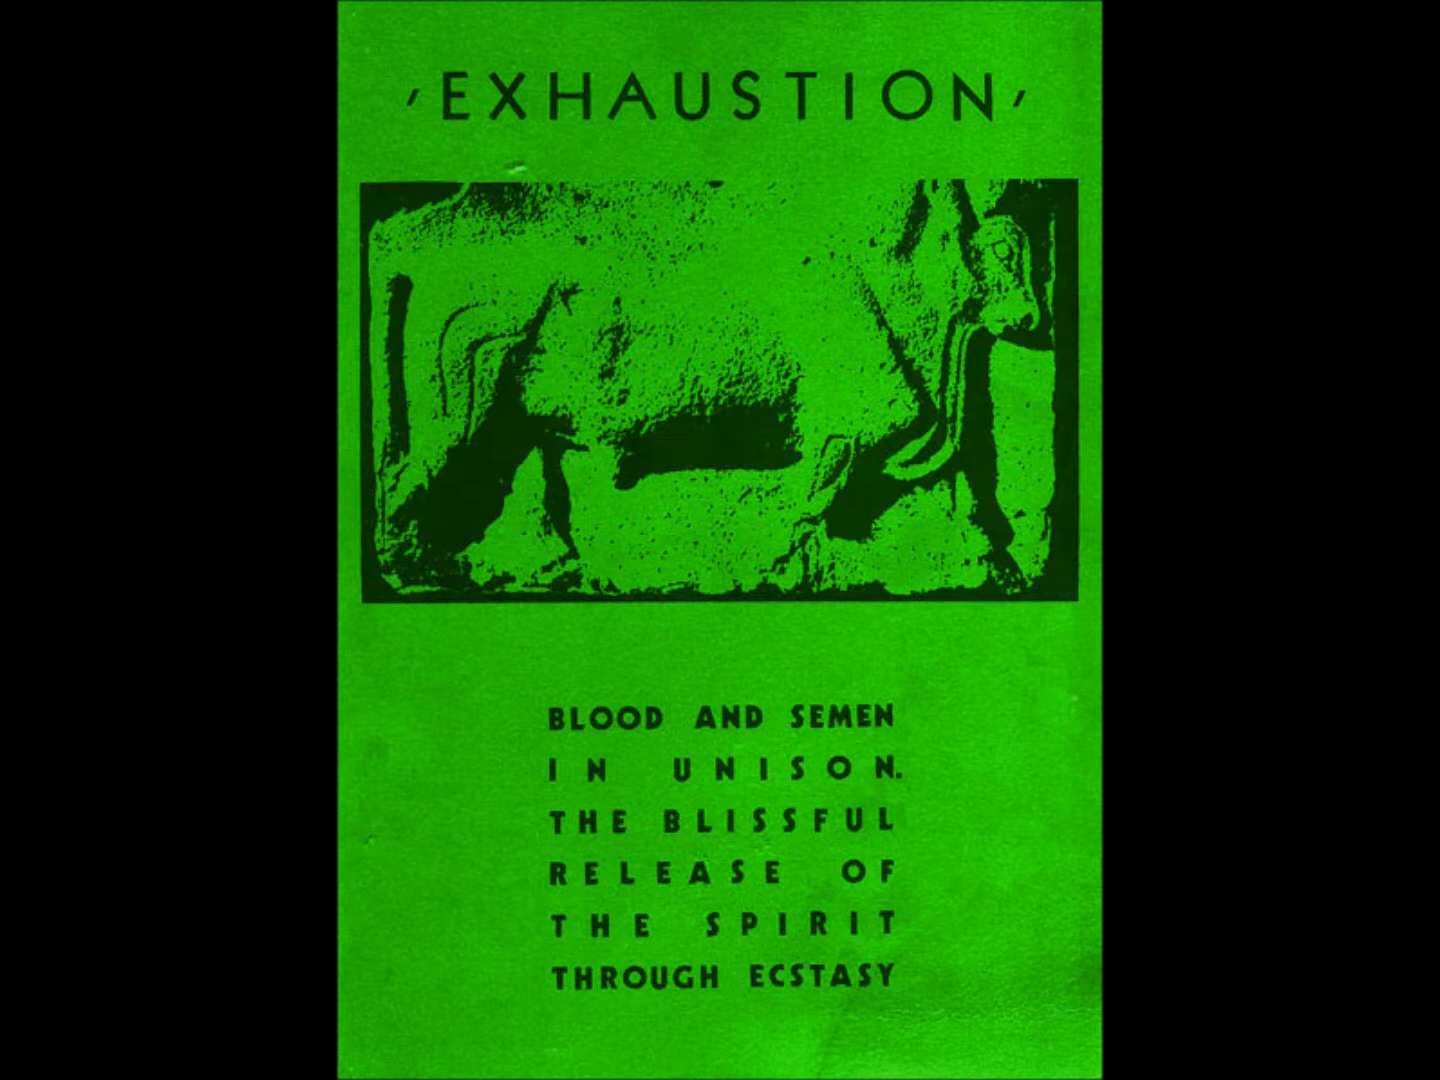 'EXHAUSTION'
BLOOD AND SEMEN
IN UNISON.
THE BLISSFUL
RELEASE OF
THE SPIRIT
THROUGH ECSTASY